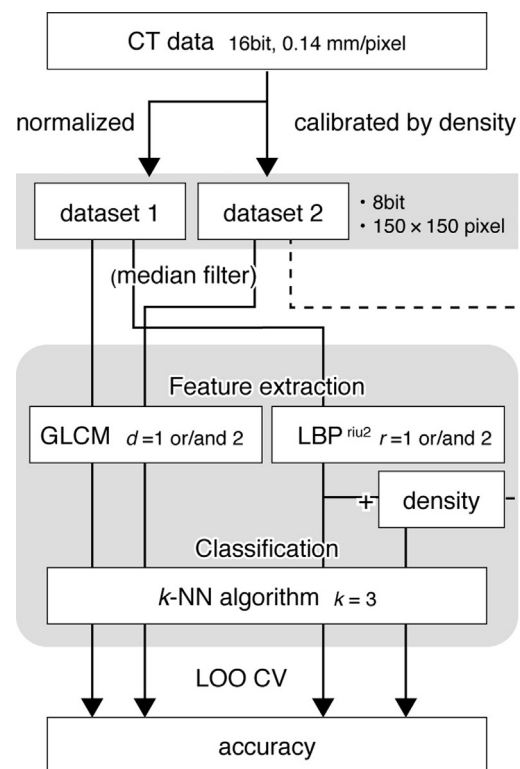 CT data 16bit, 0.14 mm/pixel
normalized
calibrated by density
dataset 1
dataset 2
・8bit
・150 × 150 pixel
(median filter)
Feature extraction
GLCM d =1 or/and 2
LBP riu2 r =1 or/and 2
+
density
Classification
k-NN algorithm k = 3
LOO CV
accuracy